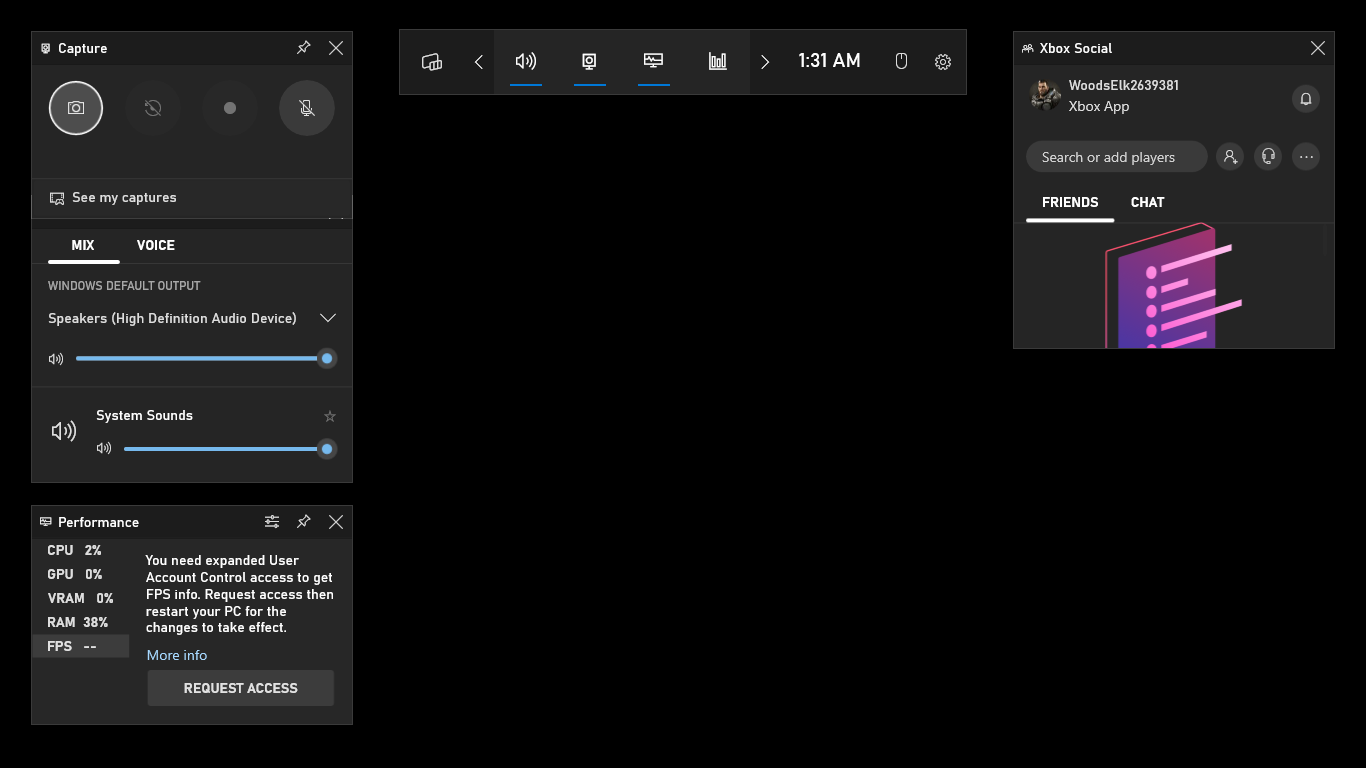 Capture
See my captures
MIX VOICE
WINDOWS DEFAULT OUTPUT
Speakers (High Definition Audio Device)
System Sounds
Performance
CPU 2%
GPU 0%
VRAM 0%
RAM 38%
FPS --
You need expanded User
Account Control access to get
FPS info. Request access then
restart your PC for the
changes to take effect.
More info
REQUEST ACCESS
1:31 AM
Xbox Social
WoodsElk2639381
Xbox App
Search or add players
FRIENDS CHAT